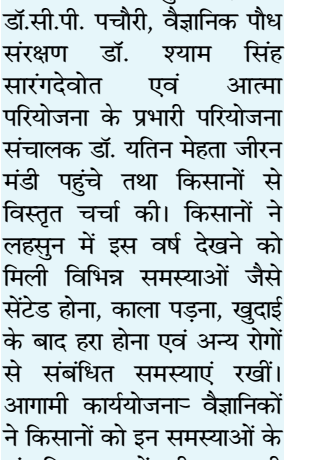 डॉ.सी.पी. पचौरी, वैज्ञानिक पौध
संरक्षण डॉ. श्याम सिंह
सारंगदेवोत एवं आत्मा
परियोजना के प्रभारी परियोजना
संचालक डॉ. यतिन मेहता जीरन
मंडी पहुंचे तथा किसानों से
विस्तृत चर्चा की। किसानों ने
लहसुन में इस वर्ष देखने को
मिली विभिन्न समस्याओं जैसे
सेंटेड होना, काला पड़ना, खुदाई
के बाद हरा होना एवं अन्य रोगों
से संबंधित समस्याएं रखीं।
आगामी कार्ययोजना- वैज्ञानिकों
ने किसानों को इन समस्याओं के